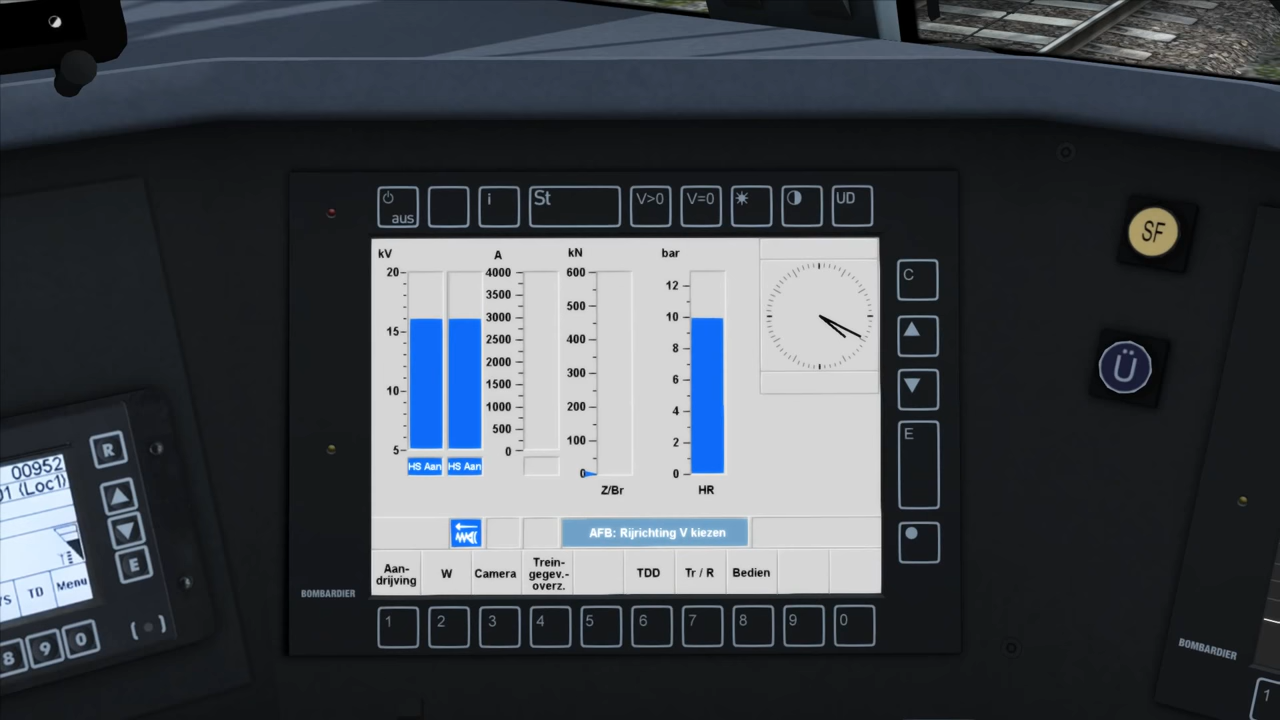 aus
i
St
V>0
V=0
UD
kV
A
kN
bar
20
15
10
5
HS Aan
HS Aan
4000
3500
3000
2500
2000
1500
1000
500
0
600
500
400
300
200
100
0
Z/Br
12
10
8
6
4
2
0
HR
AFB: Rijrichting V kiezen
Aan-
drijving
W
Camera
Trein-
gegev.-
overz.
TDD
Tr / R
Bedien
BOMBARDIER
1
2
3
4
5
6
7
8
9
0
C
E
SF
Ü
00952
(Loc1)
TD
Menu
R
E
8
9
0
BOMBARDIER
1